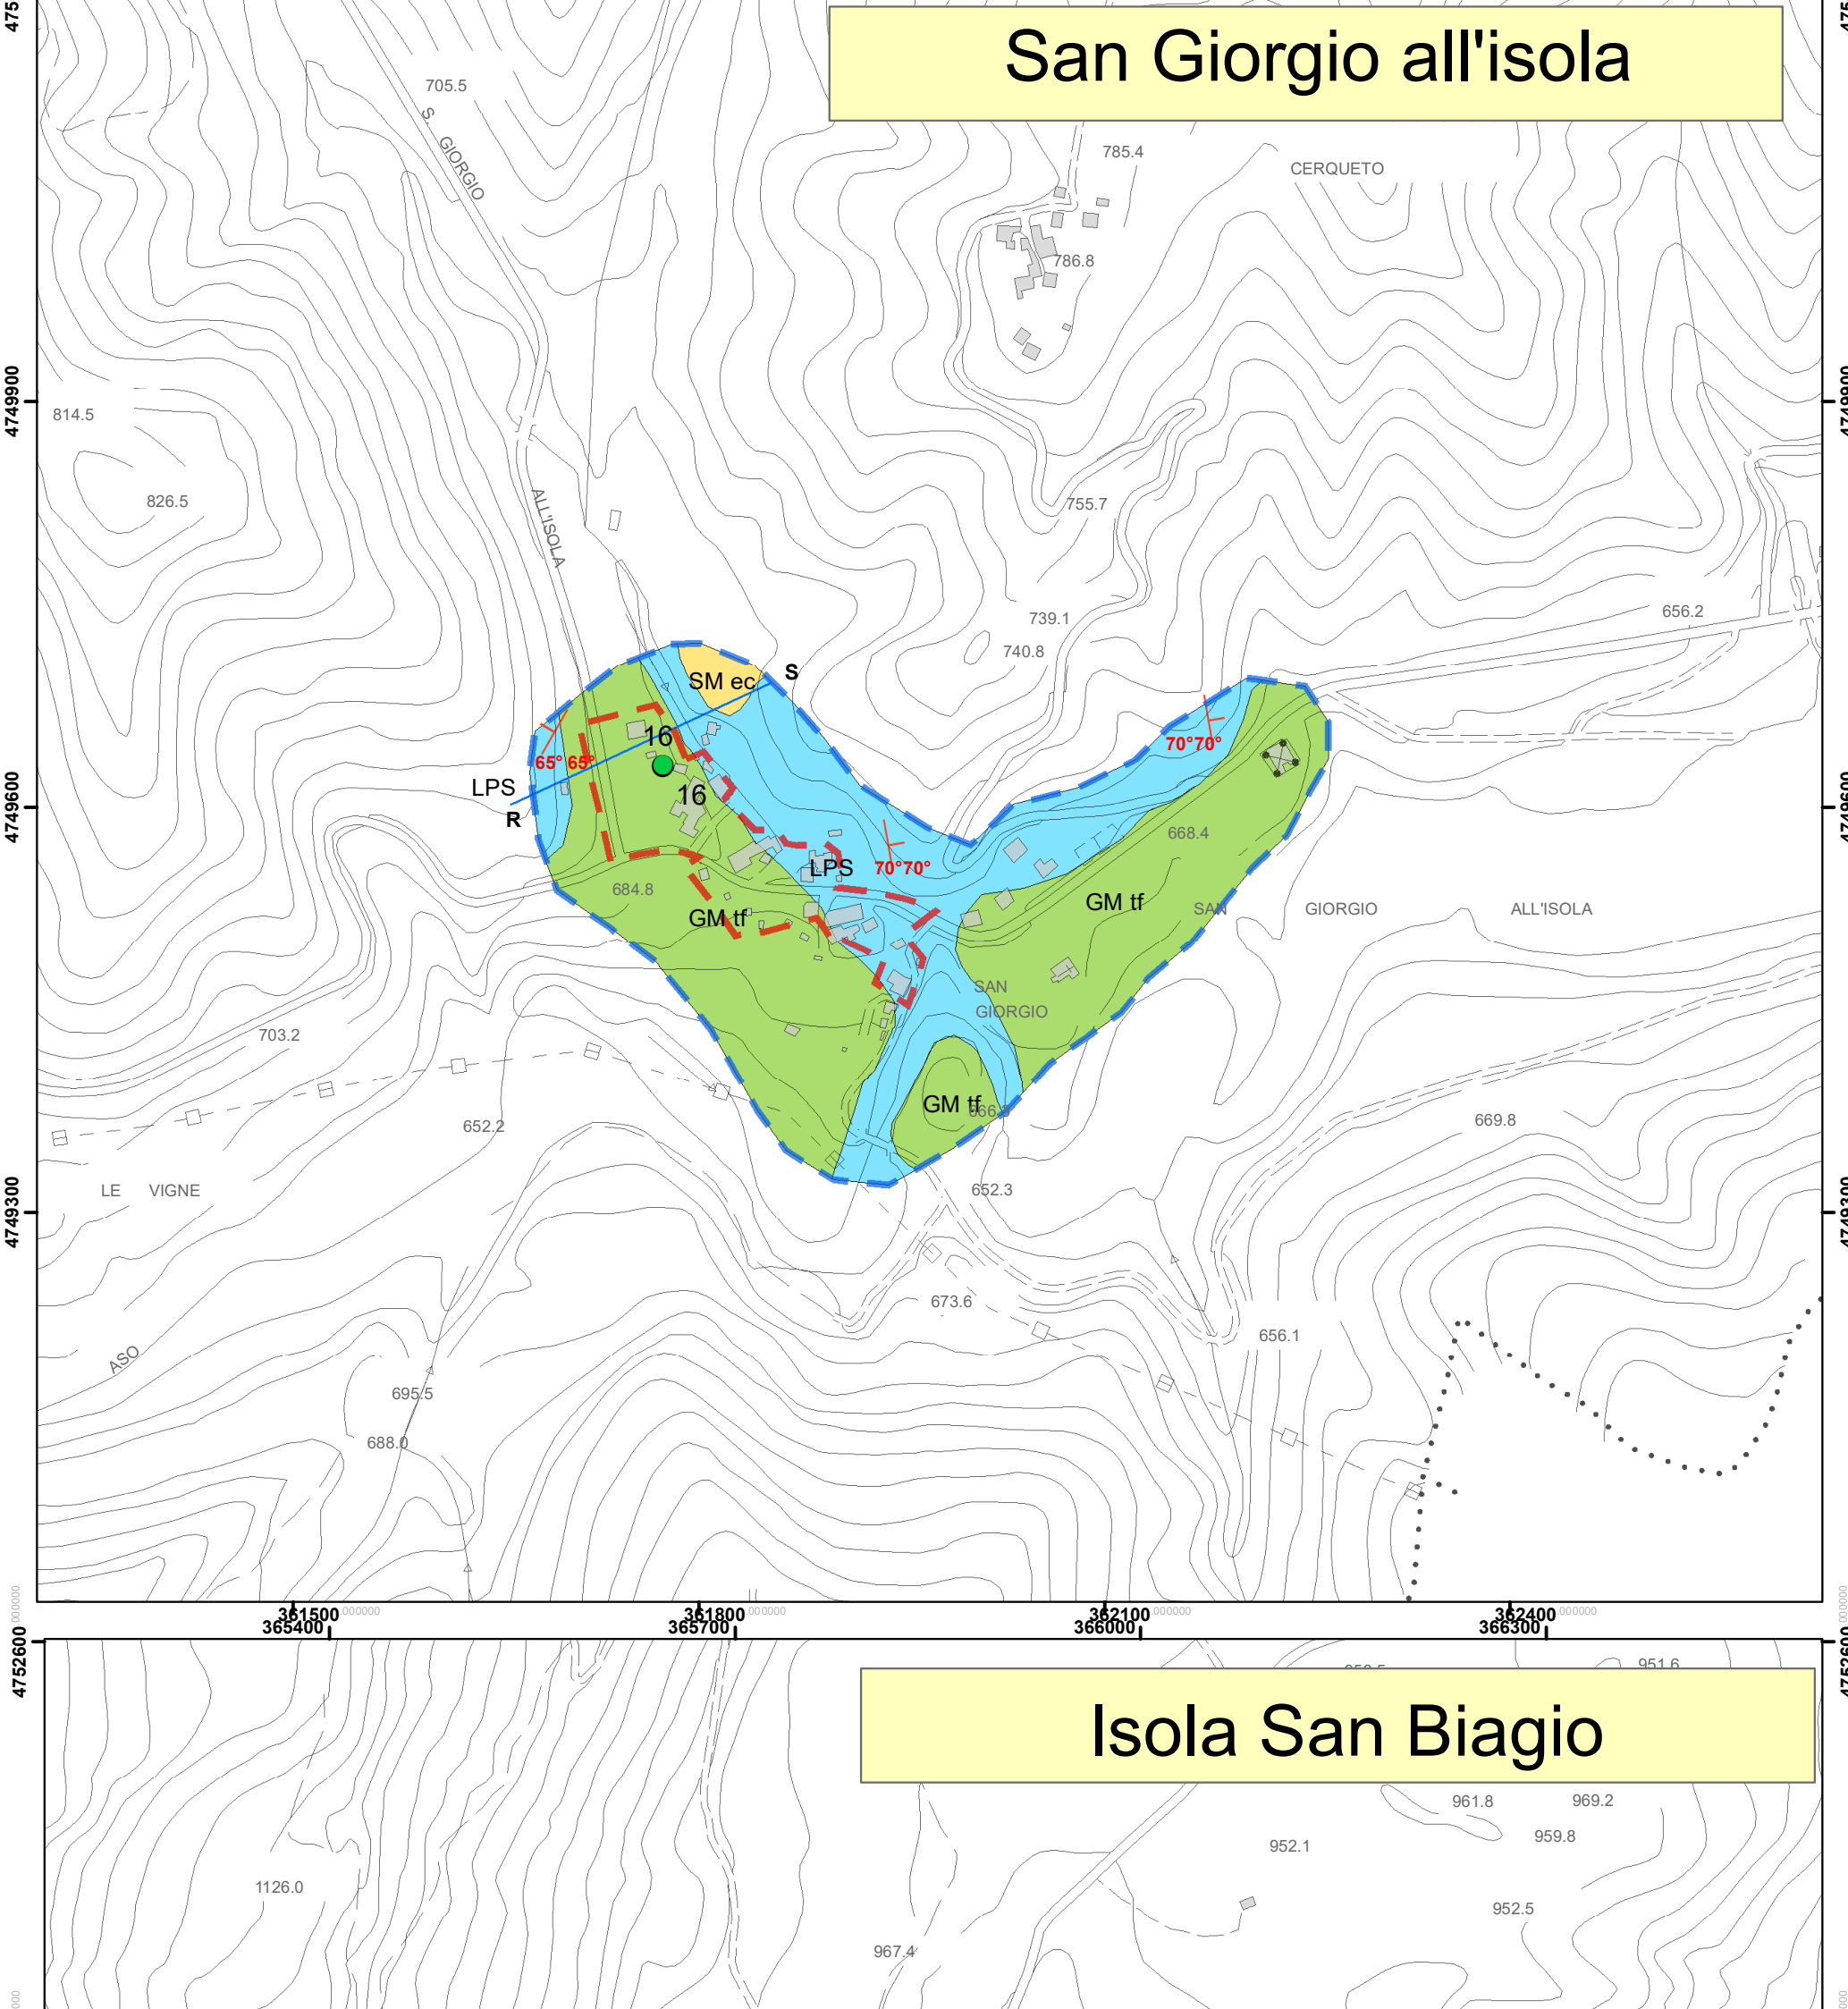 San Giorgio all'isola
705.5
S. GIORGIO
785.4
CERQUETO
786.8
4749900
4749900
814.5
826.5
755.7
ALL'ISOLA
739.1
656.2
740.8
SM ec
S
16
70°70°
65° 65°
LPS
16
R
4749600
4749600
668.4
LPS
70°70°
684.8
GM tf
GM tf
SAN GIORGIO ALL'ISOLA
SAN
GIORGIO
703.2
GM tf
652.2
669.8
LE VIGNE
652.3
4749300
4749300
673.6
656.1
ASO
695.5
688.0
361500 361800 362100 362400
365400 365700 366000 366300
4752600
4752600
951.6
Isola San Biagio
961.8
969.2
959.8
952.1
1126.0
952.5
967.4